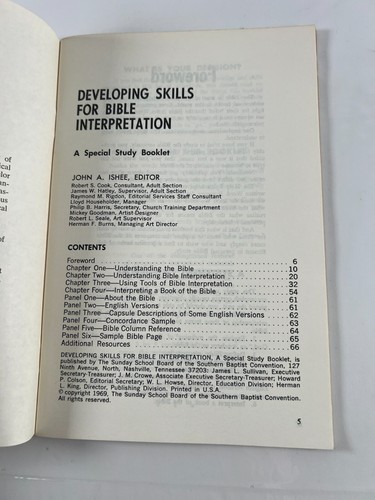 DEVELOPING SKILLS
FOR BIBLE
INTERPRETATION
A Special Study Booklet
JOHN A. ISHEE, EDITOR
Robert S. Cook, Consultant, Adult Section
James W. Hatley, Supervisor, Adult Section
Raymond M. Rigdon, Editorial Services Staff Consultant
Lloyd Householder, Manager
Philip B. Harris, Secretary, Church Training Department
Mickey Goodman, Artist-Designer
Robert L. Seale, Art Supervisor
Herman F. Burns, Managing Art Director
CONTENTS
Foreword 6
Chapter One—Understanding the Bible 10
Chapter Two—Understanding Bible Interpretation 20
Chapter Three—Using Tools of Bible Interpretation 32
Chapter Four—Interpreting a Book of the Bible 54
Panel One—About the Bible 61
Panel Two—English Versions 61
Panel Three—Capsule Descriptions of Some English Versions 62
Panel Four—Concordance Sample 63
Panel Five—Bible Column Reference 64
Panel Six—Sample Bible Page 65
Additional Resources 66
DEVELOPING SKILLS FOR BIBLE INTERPRETATION, A Special Study Booklet, is
published by The Sunday School Board of the Southern Baptist Convention, 127
Ninth Avenue, North, Nashville, Tennessee 37203: James L. Sullivan, Executive
Secretary-Treasurer; J. M. Crowe, Associate Executive Secretary-Treasurer; Howard
P. Colson, Editorial Secretary; W. L. Howse, Director, Education Division; Herman
L. King, Director, Publishing Division. Printed in U.S.A.
© copyright 1969, The Sunday School Board of the Southern Baptist Convention.
All rights reserved.
5